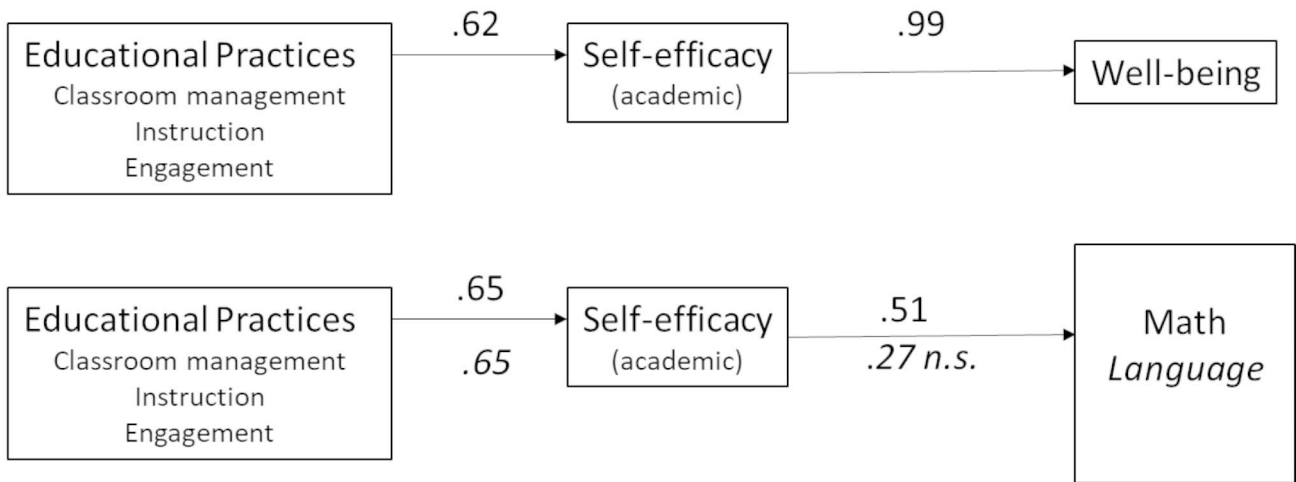 Educational Practices
Classroom management
Instruction
Engagement
.62
Self-efficacy
(academic)
.99
Well-being
Educational Practices
Classroom management
Instruction
Engagement
.65
.65
Self-efficacy
(academic)
.51
.27 n.s.
Math
Language